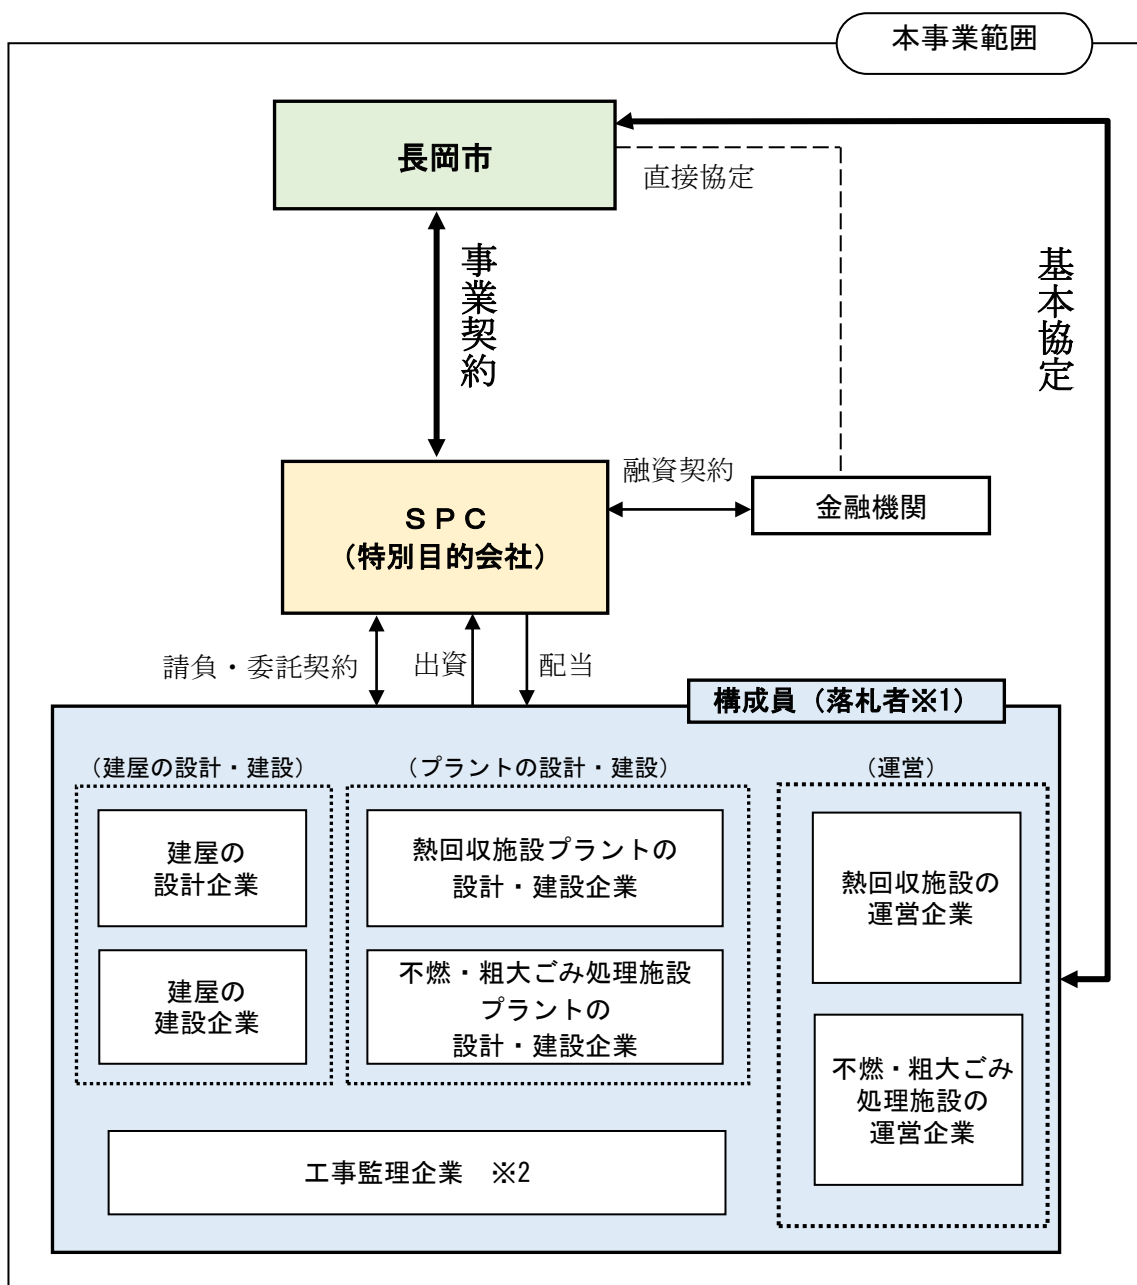 本事業範囲
長岡市
直接協定
事業契約
基本協定
融資契約
金融機関
ＳＰＣ
（特別目的会社）
請負・委託契約
出資
配当
構成員（落札者※1）
（建屋の設計・建設）
（プラントの設計・建設）
（運営）
建屋の
設計企業
熱回収施設プラントの
設計・建設企業
熱回収施設の
運営企業
建屋の
建設企業
不燃・粗大ごみ処理施設
プラントの
設計・建設企業
不燃・粗大ごみ
処理施設の
運営企業
工事監理企業　※2